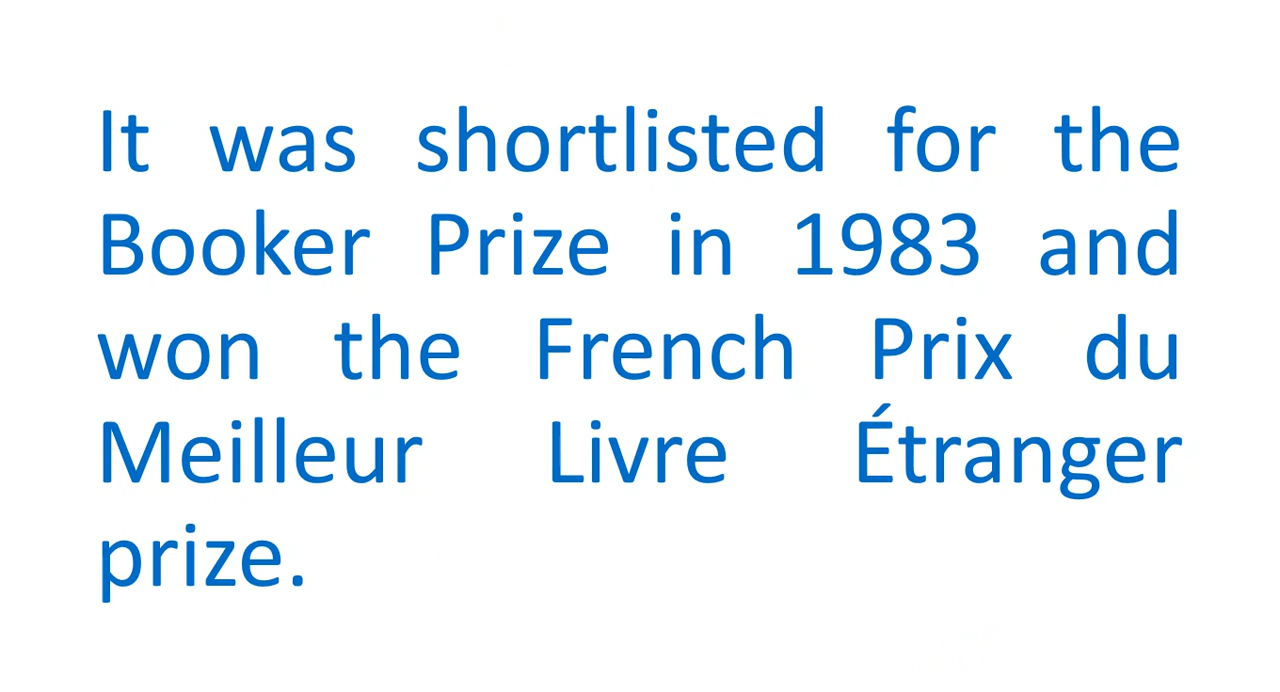 It was shortlisted for the
Booker Prize in 1983 and
won the French Prix du
Meilleur Livre Étranger
prize.